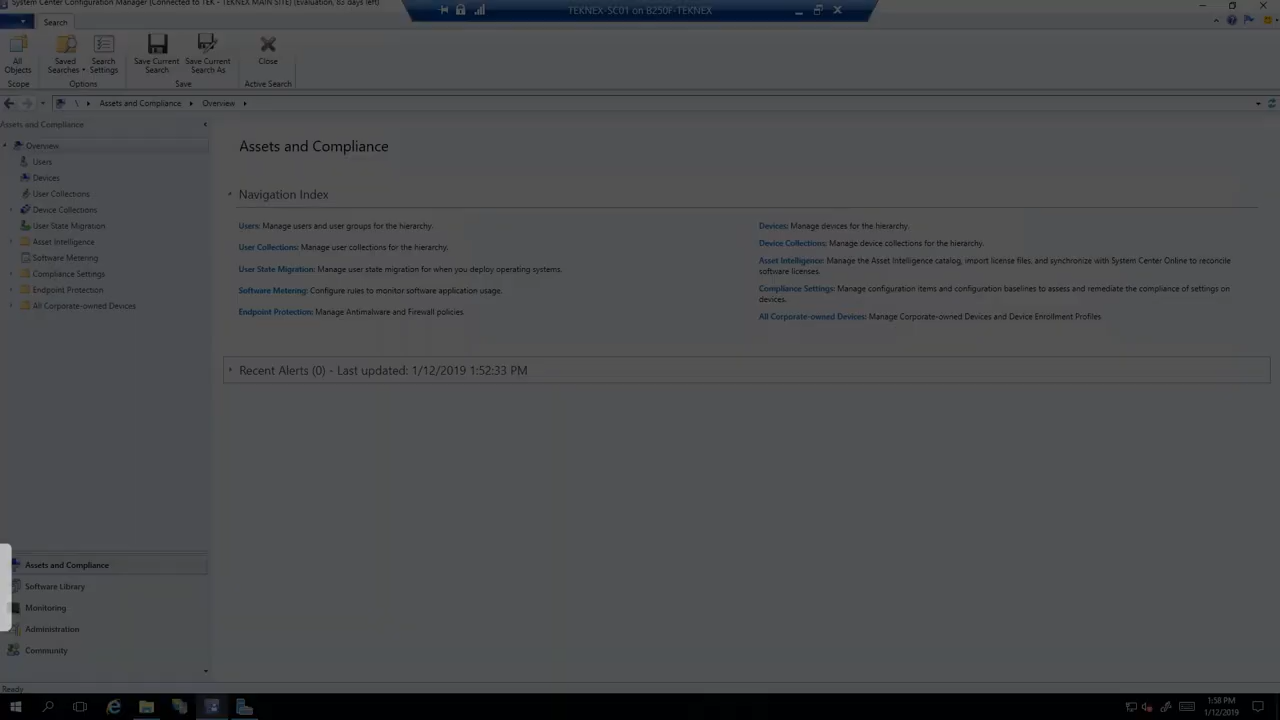 System Center Configuration Manager (Connected to TEK - TEKNEX MAIN SITE) (Evaluation, 83 days left)
TEKNEX-SC01 on B250F-TEKNEX
Search
All Objects
Saved Searches
Search Settings
Save Current Search
Save Current Search As
Close
Scope
Options
Save
Active Search
\ Assets and Compliance Overview
Assets and Compliance
Overview
Users
Devices
User Collections
Device Collections
User State Migration
Asset Intelligence
Software Metering
Compliance Settings
Endpoint Protection
All Corporate-owned Devices
Assets and Compliance
Navigation Index
Users: Manage users and user groups for the hierarchy.
User Collections: Manage user collections for the hierarchy.
User State Migration: Manage user state migration for when you deploy operating systems.
Software Metering: Configure rules to monitor software application usage.
Endpoint Protection: Manage Antimalware and Firewall policies.
Devices: Manage devices for the hierarchy.
Device Collections: Manage device collections for the hierarchy.
Asset Intelligence: Manage the Asset Intelligence catalog, import license files, and synchronize with System Center Online to reconcile
software licenses.
Compliance Settings: Manage configuration items and configuration baselines to assess and remediate the compliance of settings on
devices.
All Corporate-owned Devices: Manage Corporate-owned Devices and Device Enrollment Profiles
Recent Alerts (0) - Last updated: 1/12/2019 1:52:33 PM
Assets and Compliance
Software Library
Monitoring
Administration
Community
Ready
1:58 PM
1/12/2019